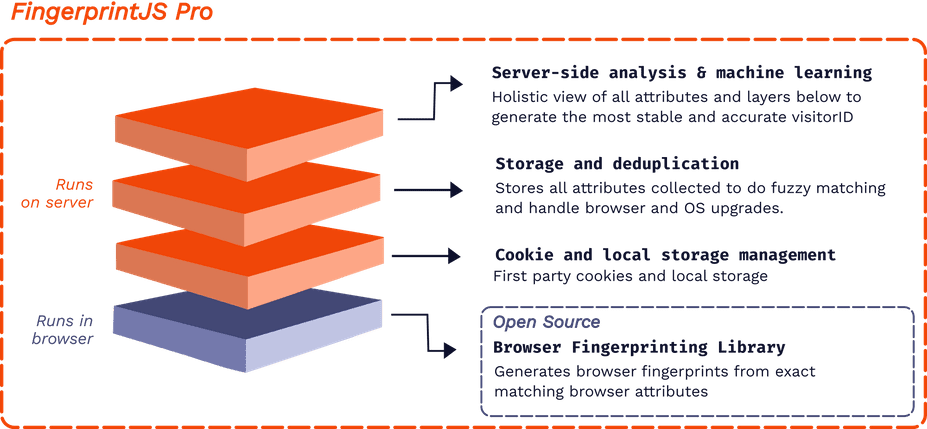 FingerprintJS Pro
Server-side analysis & machine learning
Holistic view of all attributes and layers below to
generate the most stable and accurate visitorID
Runs
on server
Storage and deduplication
Stores all attributes collected to do fuzzy matching
and handle browser and OS upgrades.
Cookie and local storage management
First party cookies and local storage
Runs in
browser
Open Source
Browser Fingerprinting Library
Generates browser fingerprints from exact
matching browser attributes